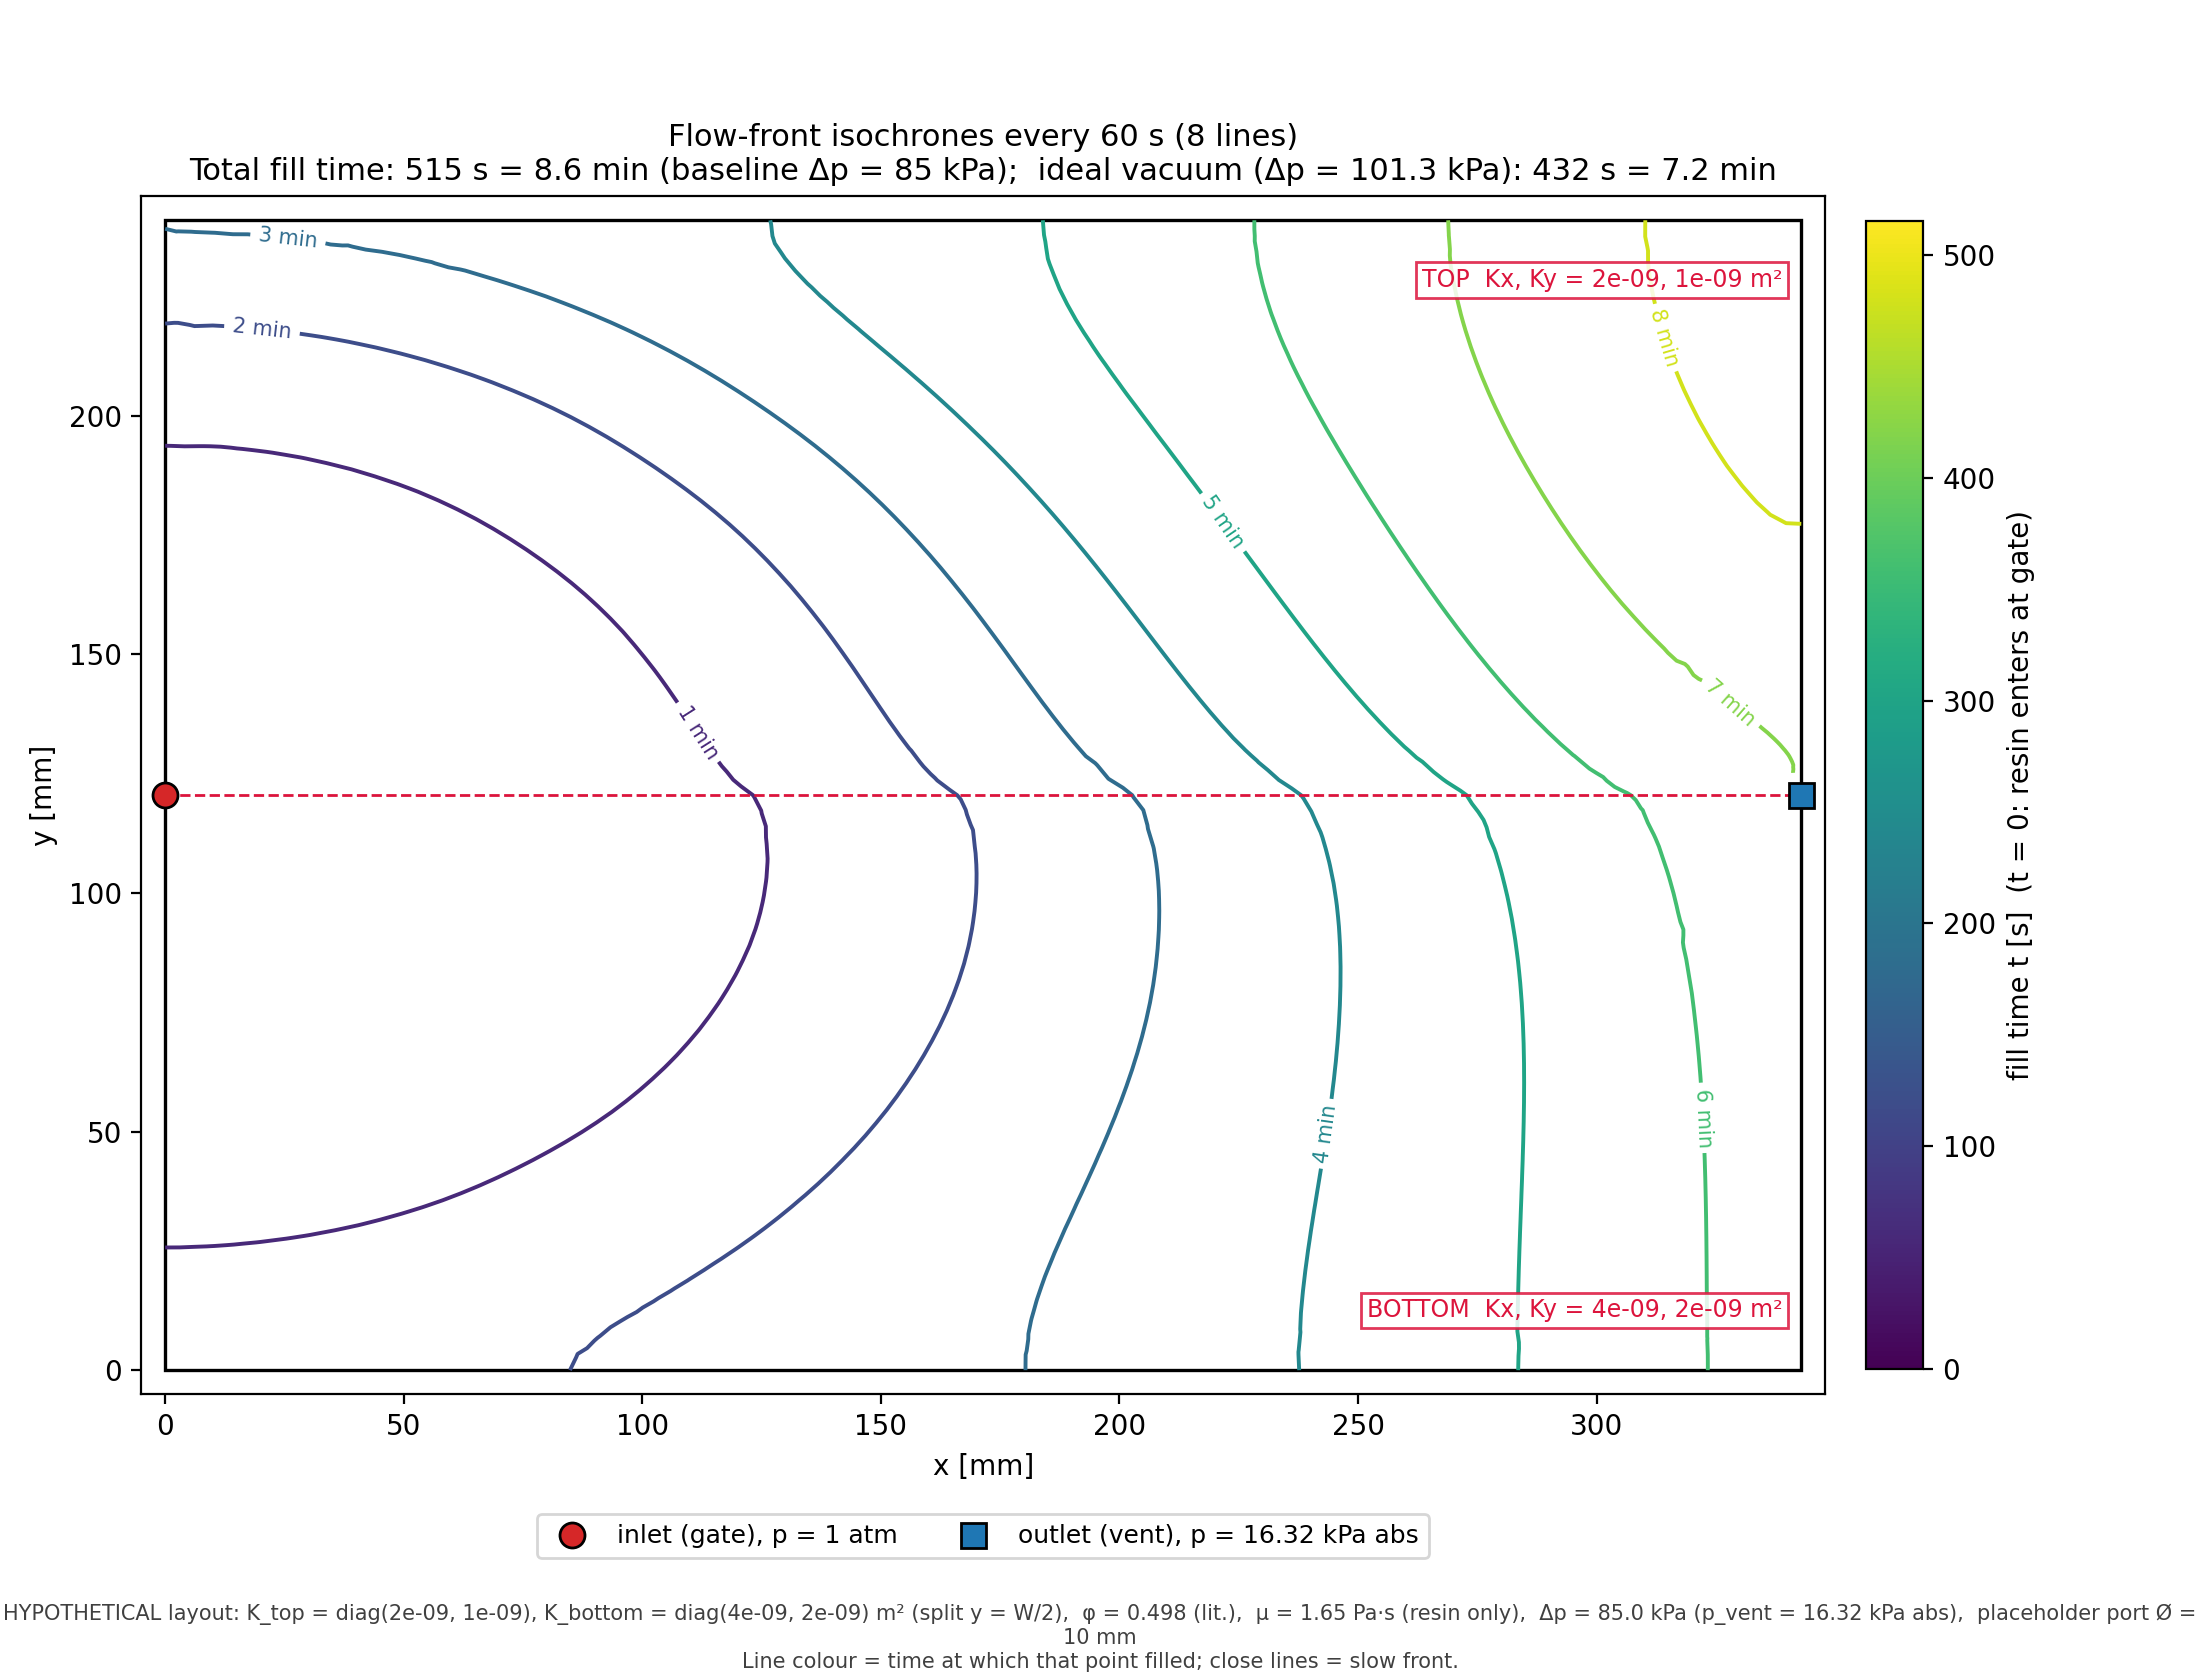 Flow-front isochrones every 60 s (8 lines)
Total fill time: 515 s = 8.6 min (baseline Δp = 85 kPa);  ideal vacuum (Δp = 101.3 kPa): 432 s = 7.2 min
3 min
2 min
1 min
5 min
4 min
6 min
7 min
8 min
TOP  Kx, Ky = 2e-09, 1e-09 m²
BOTTOM  Kx, Ky = 4e-09, 2e-09 m²
200
150
100
50
0
y [mm]
0
50
100
150
200
250
300
x [mm]
500
400
300
200
100
0
fill time t [s]  (t = 0: resin enters at gate)
inlet (gate), p = 1 atm
outlet (vent), p = 16.32 kPa abs
HYPOTHETICAL layout: K_top = diag(2e-09, 1e-09), K_bottom = diag(4e-09, 2e-09) m² (split y = W/2),  φ = 0.498 (lit.),  μ = 1.65 Pa·s (resin only),  Δp = 85.0 kPa (p_vent = 16.32 kPa abs),  placeholder port Ø =
10 mm
Line colour = time at which that point filled; close lines = slow front.